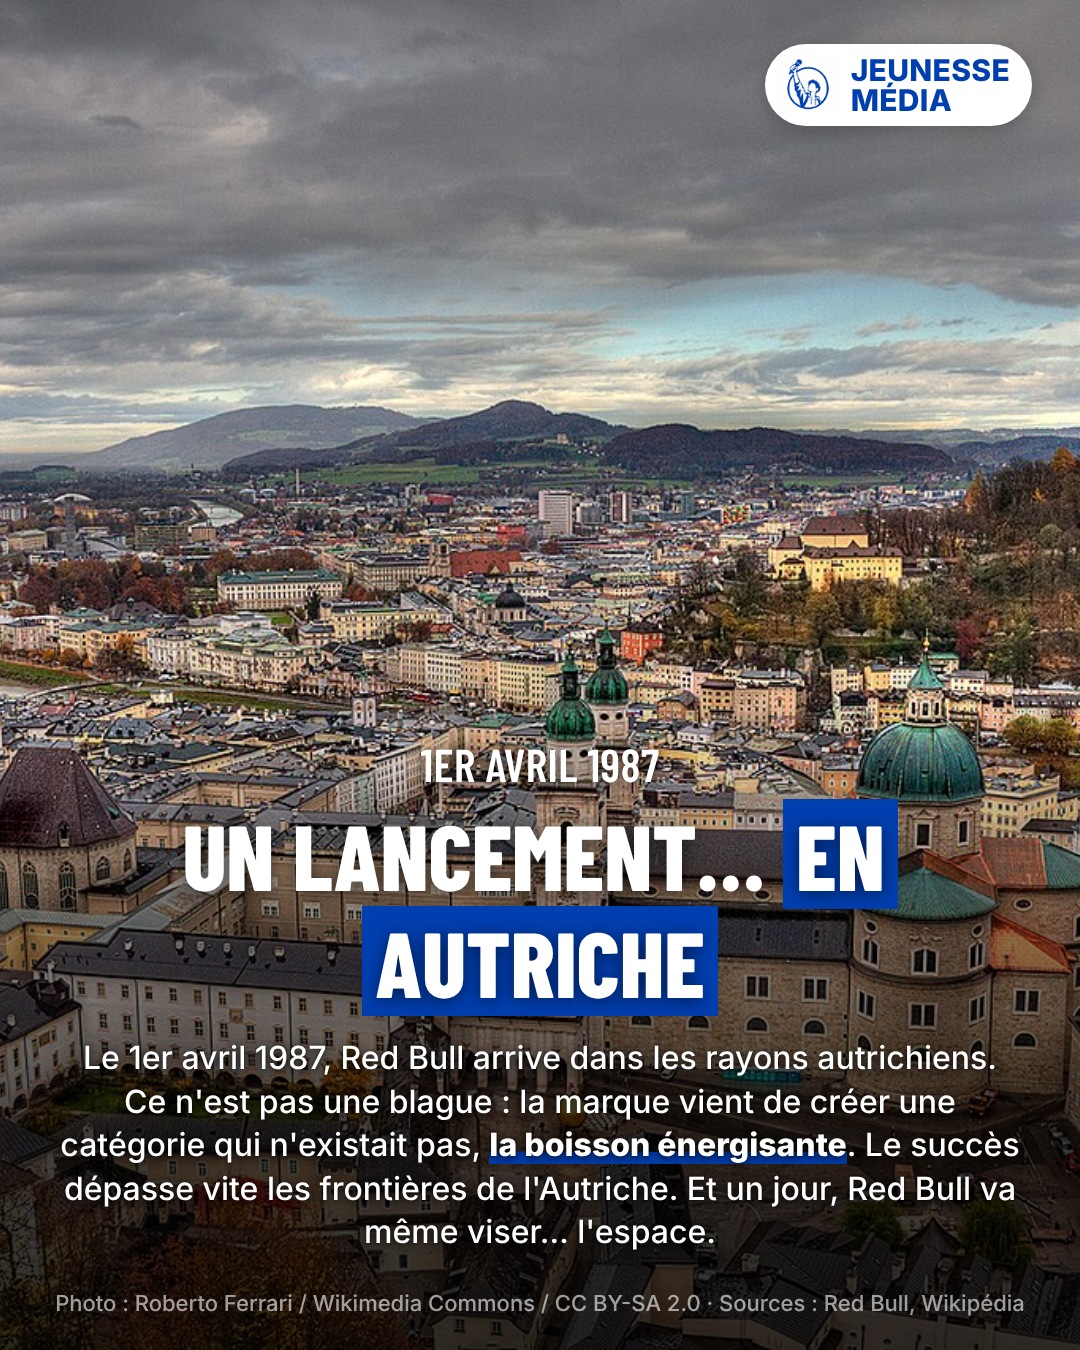 JEUNESSE
MÉDIA
1ER AVRIL 1987
UN LANCEMENT... EN
AUTRICHE
Le 1er avril 1987, Red Bull arrive dans les rayons autrichiens.
Ce n'est pas une blague : la marque vient de créer une
catégorie qui n'existait pas, la boisson énergisante. Le succès
dépasse vite les frontières de l'Autriche. Et un jour, Red Bull va
même viser... l'espace.
Photo : Roberto Ferrari / Wikimedia Commons / CC BY-SA 2.0 · Sources : Red Bull, Wikipédia